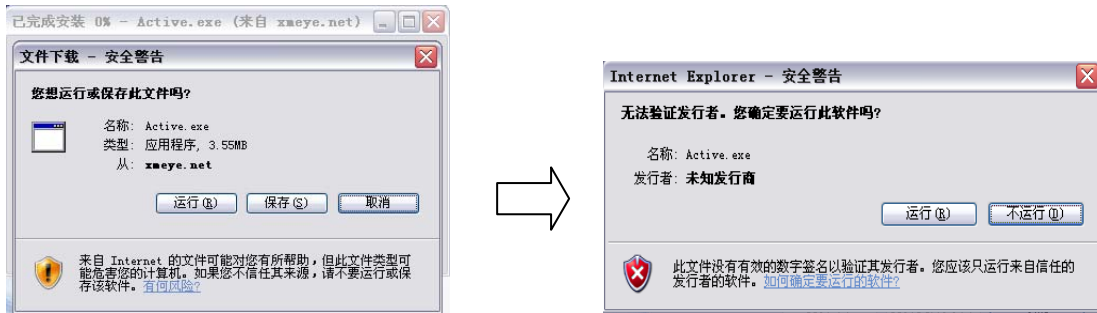 已完成安装 0% - Active.exe (来自 xmeye.net)
文件下载 - 安全警告
您想运行或保存此文件吗?
名称: Active.exe
类型: 应用程序, 3.55MB
从: xmeye.net
运行(R) 保存(S) 取消
来自 Internet 的文件可能对您有所帮助，但此文件类型可
能危害您的计算机。如果您不信任其来源，请不要运行或保
存该软件。有何风险?
Internet Explorer - 安全警告
无法验证发行者。您确定要运行此软件吗?
名称: Active.exe
发行者: 未知发行商
运行(R) 不运行(D)
此文件没有有效的数字签名以验证其发行者。您应该只运行来自信任的
发行者的软件。如何确定要运行的软件?